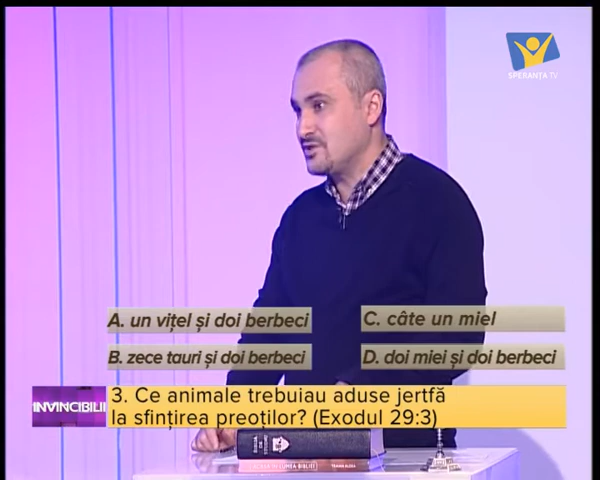 SPERANȚA TV
A. un vițel și doi berbeci
C. câte un miel
B. zece tauri și doi berbeci
D. doi miei și doi berbeci
INVINCIBILII
3. Ce animale trebuiau aduse jertfă
la sfințirea preoților? (Exodul 29:3)